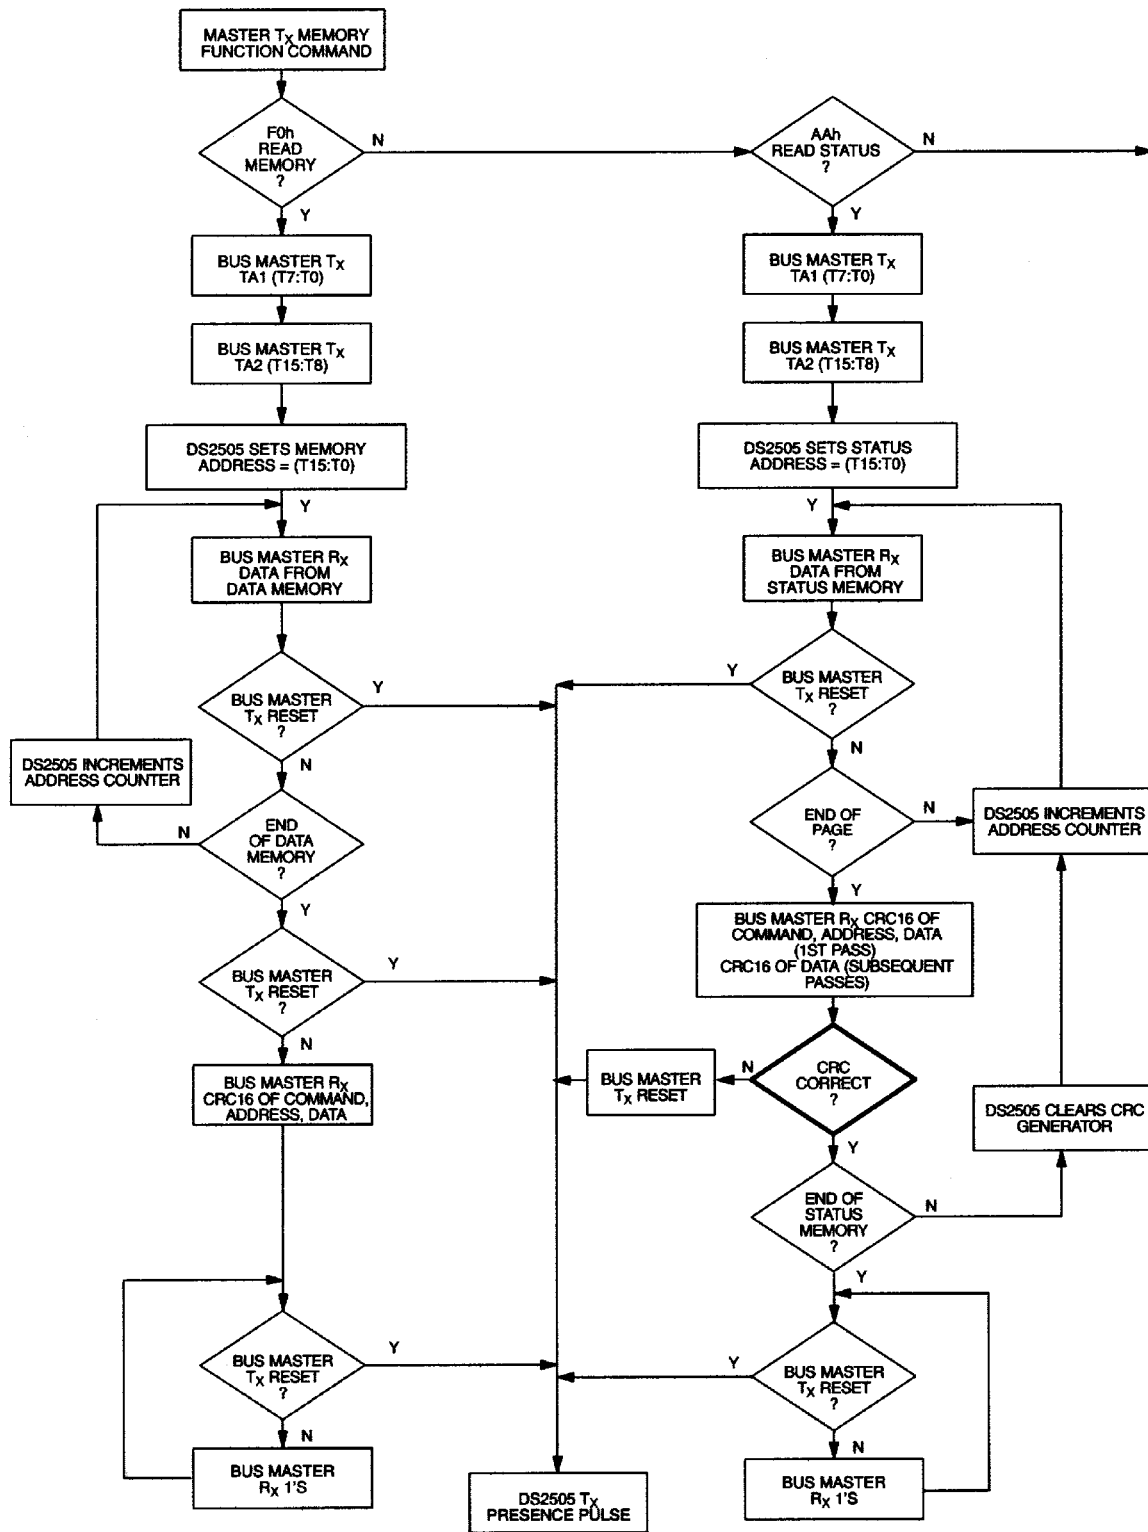 MASTER TX MEMORY
FUNCTION COMMAND
F0h
READ
MEMORY
?
N
Y
AAh
READ STATUS
?
N
Y
BUS MASTER TX
TA1 (T7:T0)
BUS MASTER TX
TA2 (T15:T8)
DS2505 SETS MEMORY
ADDRESS = (T15:T0)
Y
BUS MASTER RX
DATA FROM
DATA MEMORY
BUS MASTER
TX RESET
?
Y
N
DS2505 INCREMENTS
ADDRESS COUNTER
END
OF DATA
MEMORY
?
N
Y
BUS MASTER
TX RESET
?
Y
N
BUS MASTER RX
CRC16 OF COMMAND,
ADDRESS, DATA
BUS MASTER
TX RESET
?
Y
N
BUS MASTER
RX 1'S
BUS MASTER TX
TA1 (T7:T0)
BUS MASTER TX
TA2 (T15:T8)
DS2505 SETS STATUS
ADDRESS = (T15:T0)
Y
BUS MASTER RX
DATA FROM
STATUS MEMORY
Y
BUS MASTER
TX RESET
?
N
END OF
PAGE
?
N
Y
DS2505 INCREMENTS
ADDRES5 COUNTER
BUS MASTER RX CRC16 OF
COMMAND, ADDRESS, DATA
(1ST PASS)
CRC16 OF DATA (SUBSEQUENT
PASSES)
CRC
CORRECT
?
N
Y
BUS MASTER
TX RESET
DS2505 CLEARS CRC
GENERATOR
END OF
STATUS
MEMORY
?
N
Y
Y
BUS MASTER
TX RESET
?
N
BUS MASTER
RX 1'S
DS2505 TX
PRESENCE PULSE